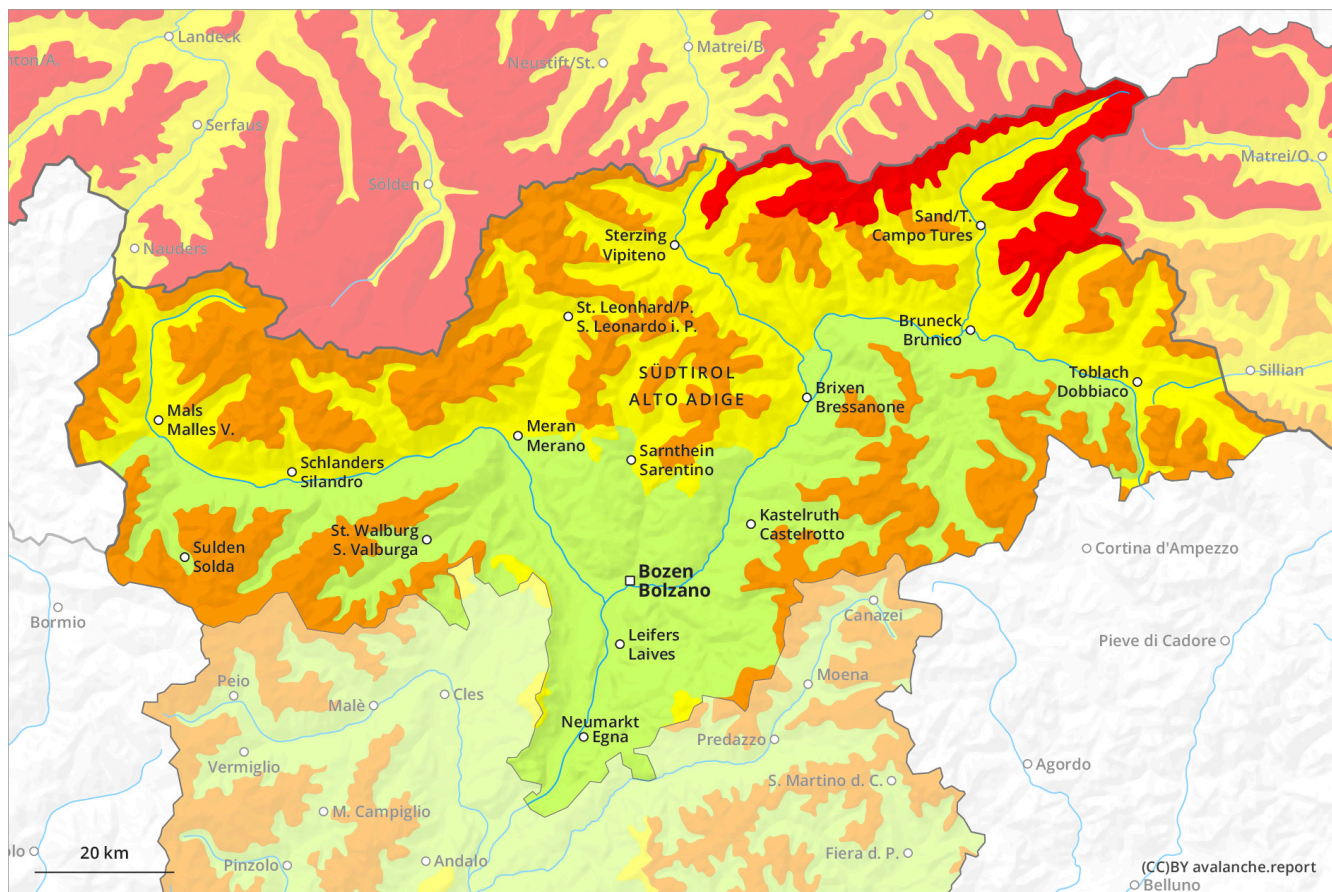 Landeck
nton/A.
Matrei/B.
Neustift/St.
Serfaus
Matrei/O.
Sölden
Nauders
Sand/T.
Campo Tures
Sterzing
Vipiteno
St. Leonhard/P.
S. Leonardo i. P.
Bruneck
Brunico
SÜDTIROL
ALTO ADIGE
Toblach
Dobbiaco
Sillian
Brixen
Bressanone
Mals
Malles V.
Meran
Merano
Sarnthein
Sarentino
Schlanders
Silandro
Kastelruth
Castelrotto
St. Walburg
S. Valburga
Sulden
Solda
Cortina d'Ampezzo
Bozen
Bolzano
Bormio
Canazei
Leifers
Laives
Pieve di Cadore
Peio
Malè
Cles
Moena
Neumarkt
Egna
Predazzo
Vermiglio
Agordo
S. Martino d. C.
M. Campiglio
olo
20 km
Pinzolo
Andalo
Fiera d. P.
(CC)BY avalanche.report
Belluno